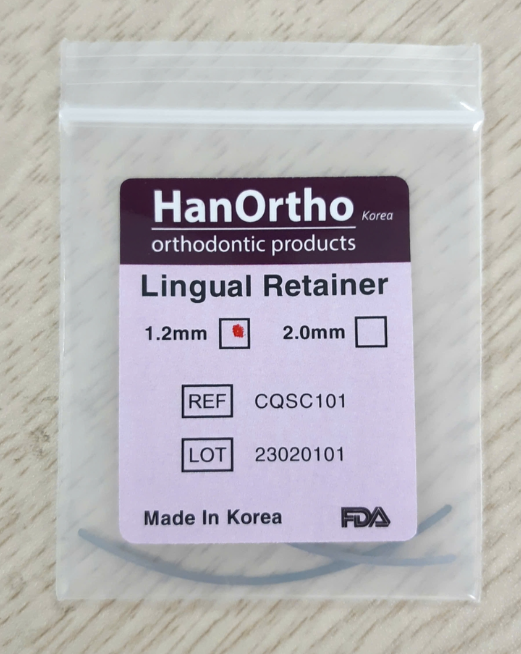 HanOrtho Korea
orthodontic products
Lingual Retainer
1.2mm 2.0mm
REF CQSC101
LOT 23020101
Made In Korea FDA